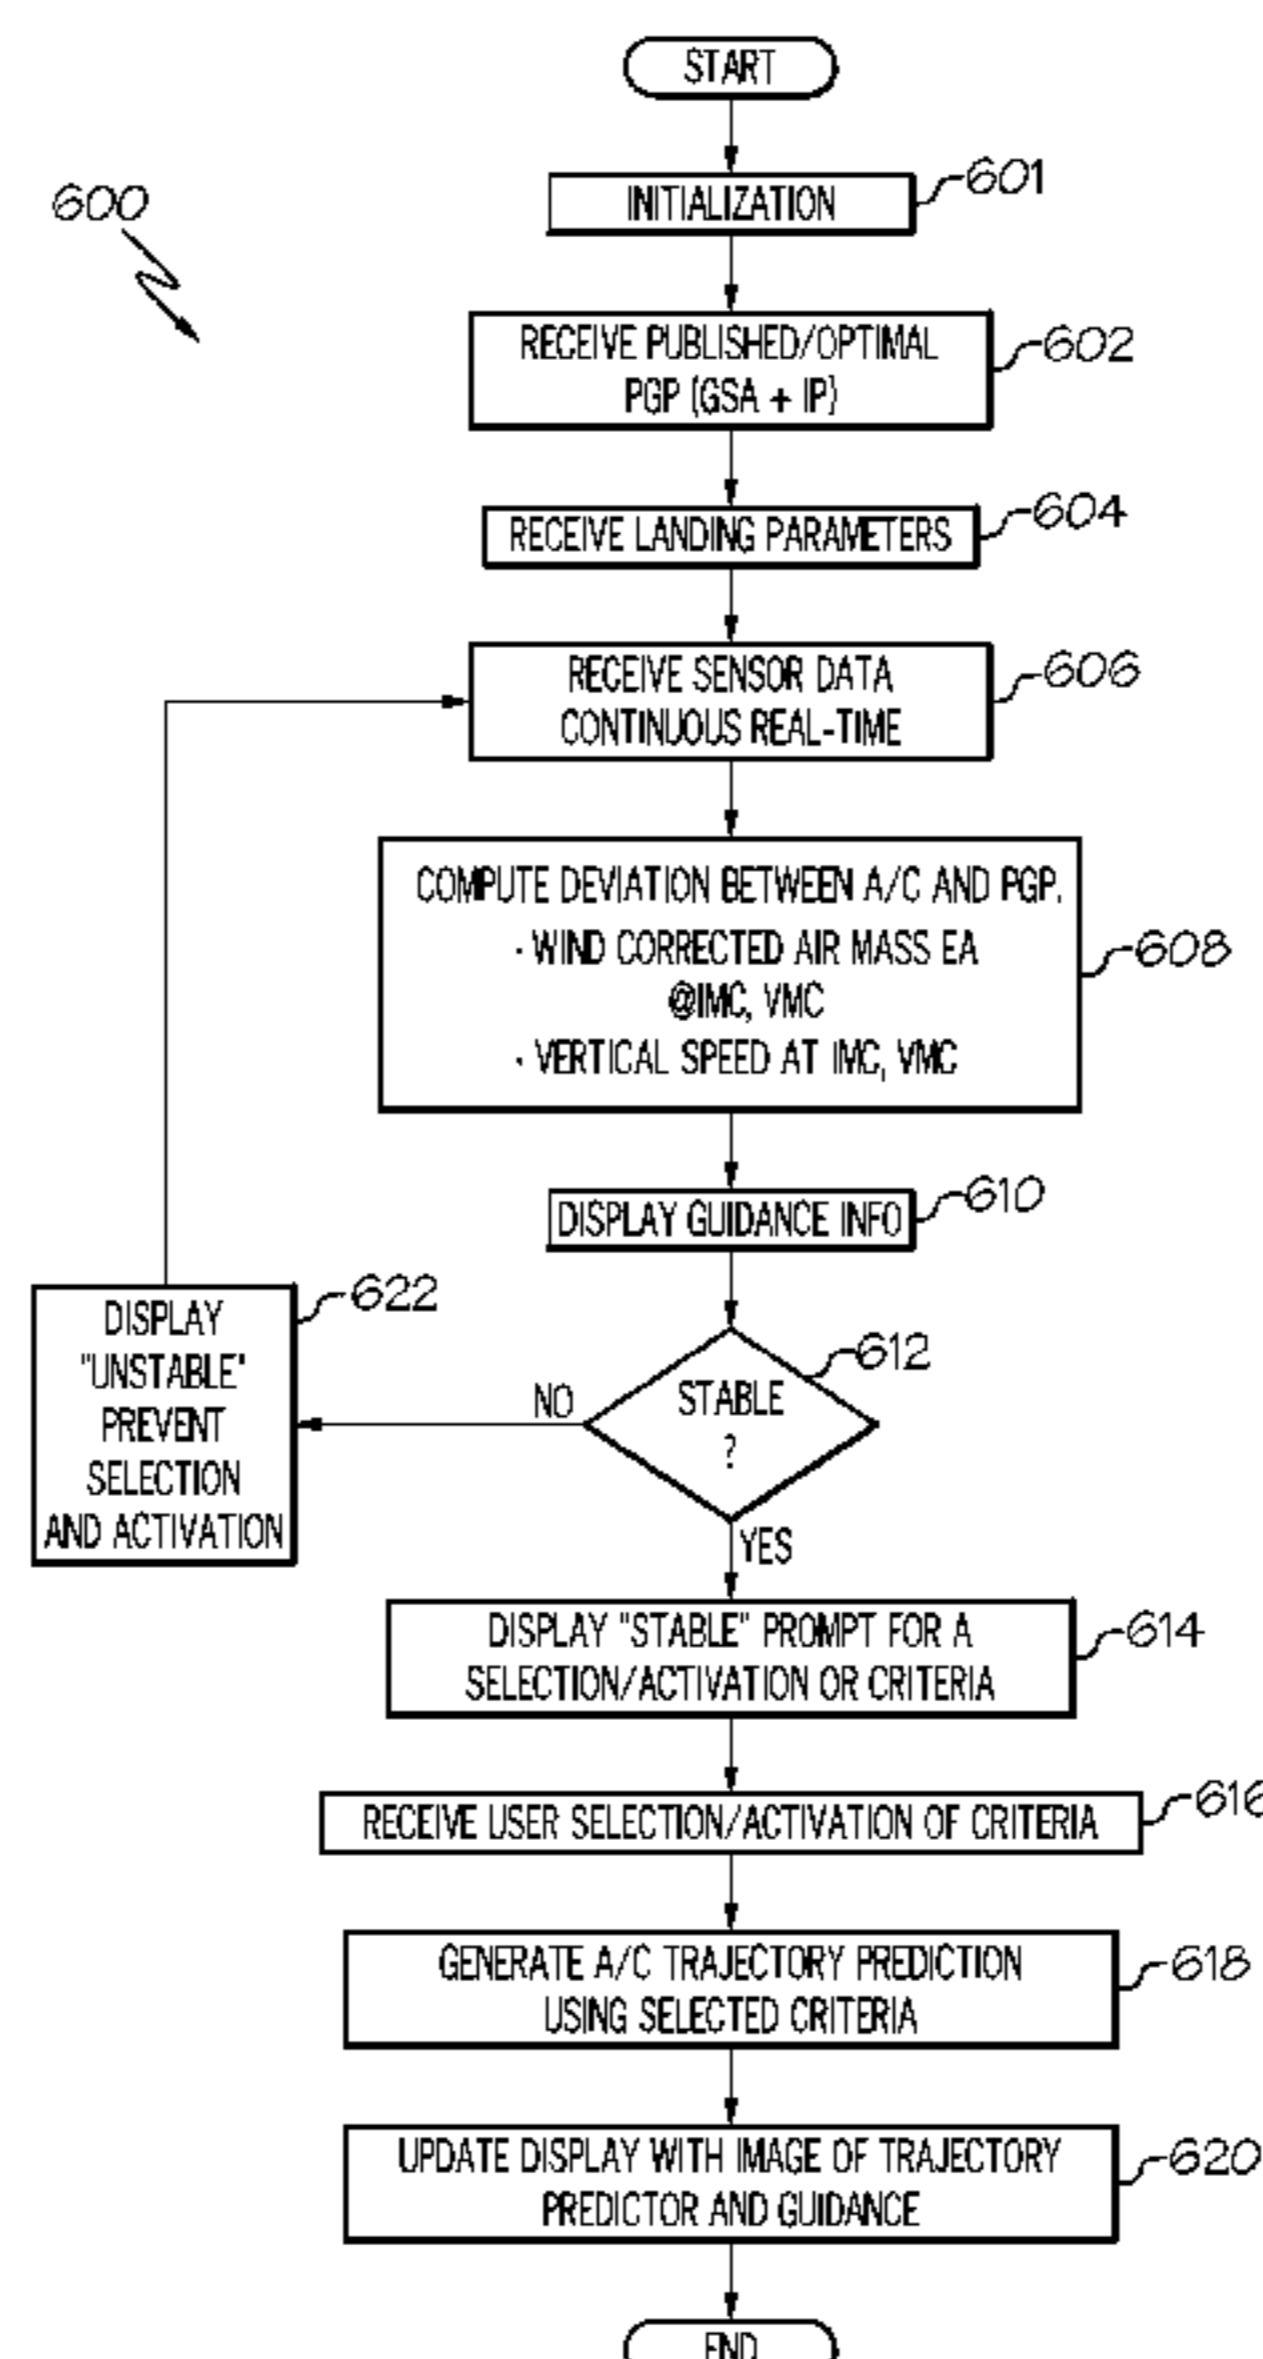 START
INITIALIZATION
601
600
RECEIVE PUBLISHED/OPTIMAL
PGP (GSA + IP)
602
RECEIVE LANDING PARAMETERS
604
RECEIVE SENSOR DATA
CONTINUOUS REAL-TIME
606
COMPUTE DEVIATION BETWEEN A/C AND PGP.
· WIND CORRECTED AIR MASS EA
@IMC, VMC
· VERTICAL SPEED AT IMC, VMC
608
DISPLAY GUIDANCE INFO
610
DISPLAY
"UNSTABLE"
PREVENT
SELECTION
AND ACTIVATION
622
STABLE
?
612
NO
YES
DISPLAY "STABLE" PROMPT FOR A
SELECTION/ACTIVATION OR CRITERIA
614
RECEIVE USER SELECTION/ACTIVATION OF CRITERIA
616
GENERATE A/C TRAJECTORY PREDICTION
USING SELECTED CRITERIA
618
UPDATE DISPLAY WITH IMAGE OF TRAJECTORY
PREDICTOR AND GUIDANCE
620
END